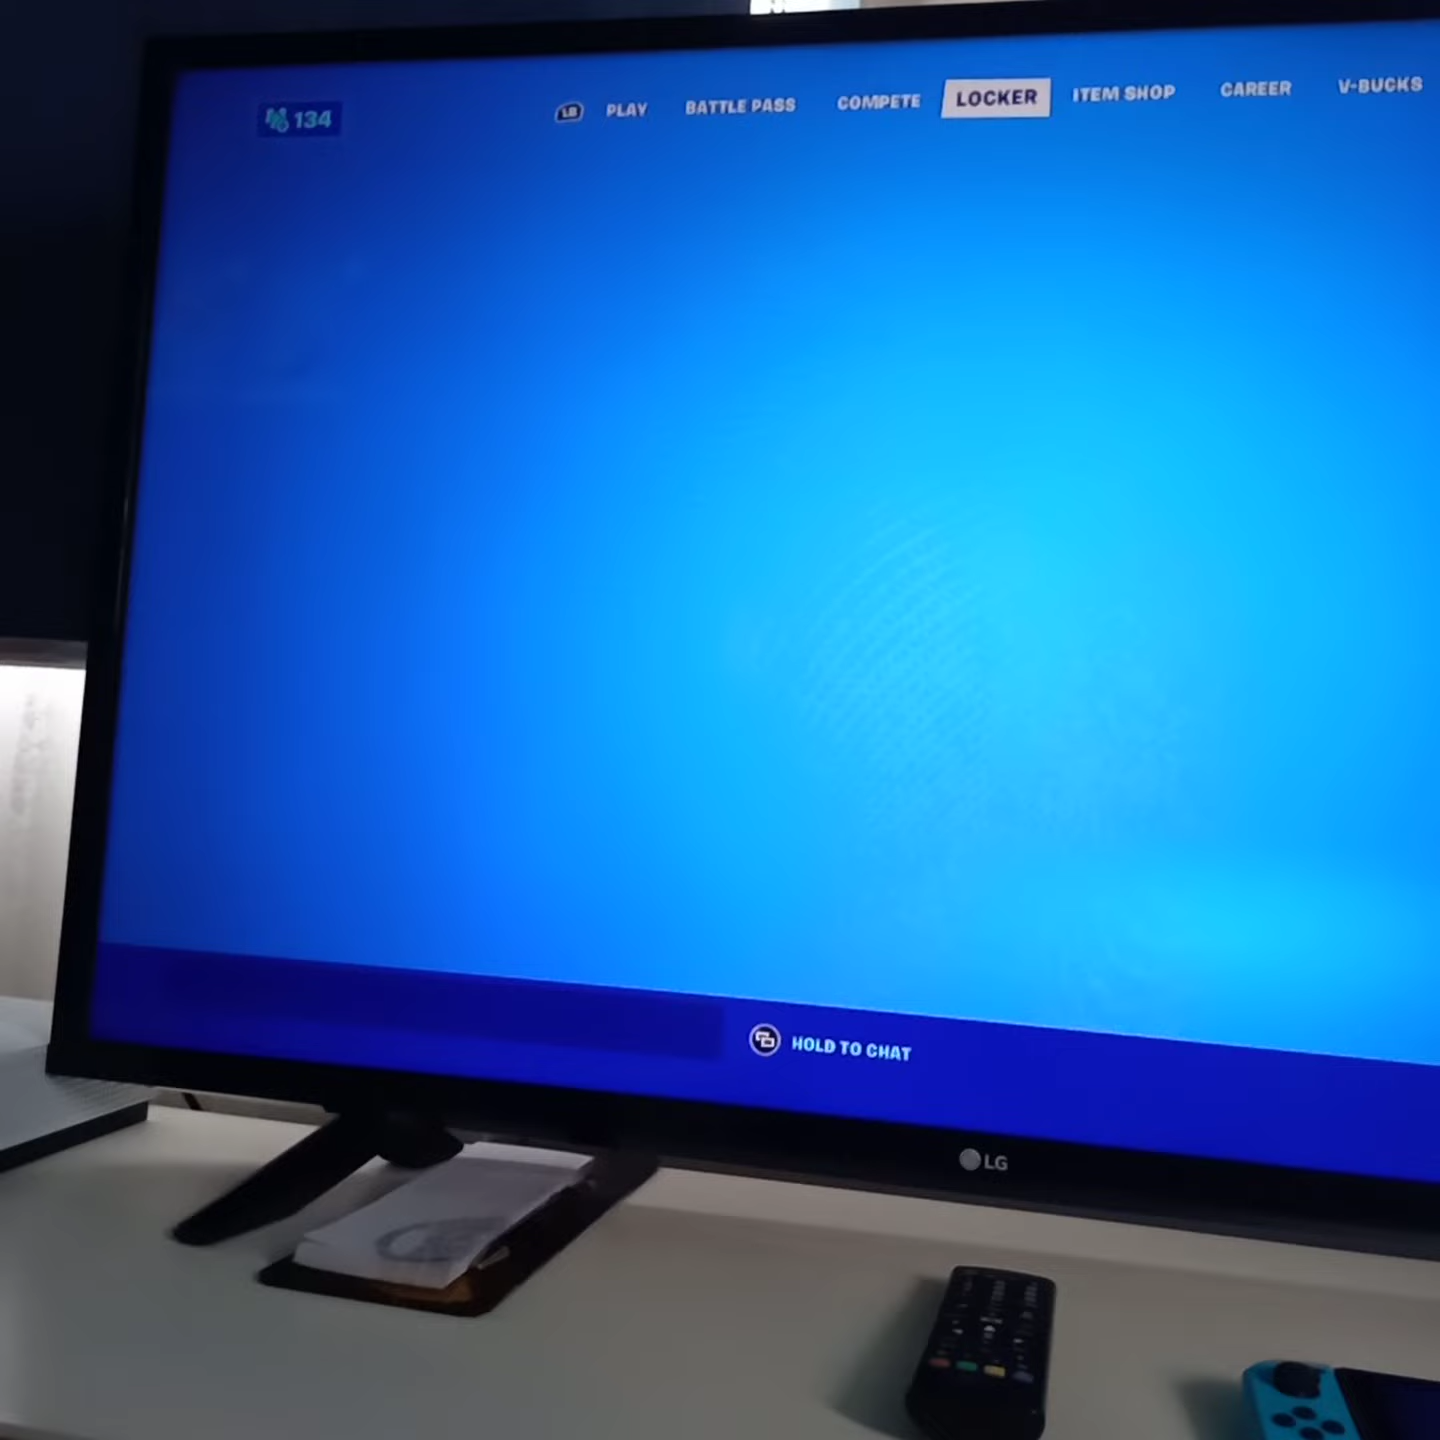 134
LB PLAY BATTLE PASS COMPETE LOCKER ITEM SHOP CAREER V-BUCKS
HOLD TO CHAT
LG